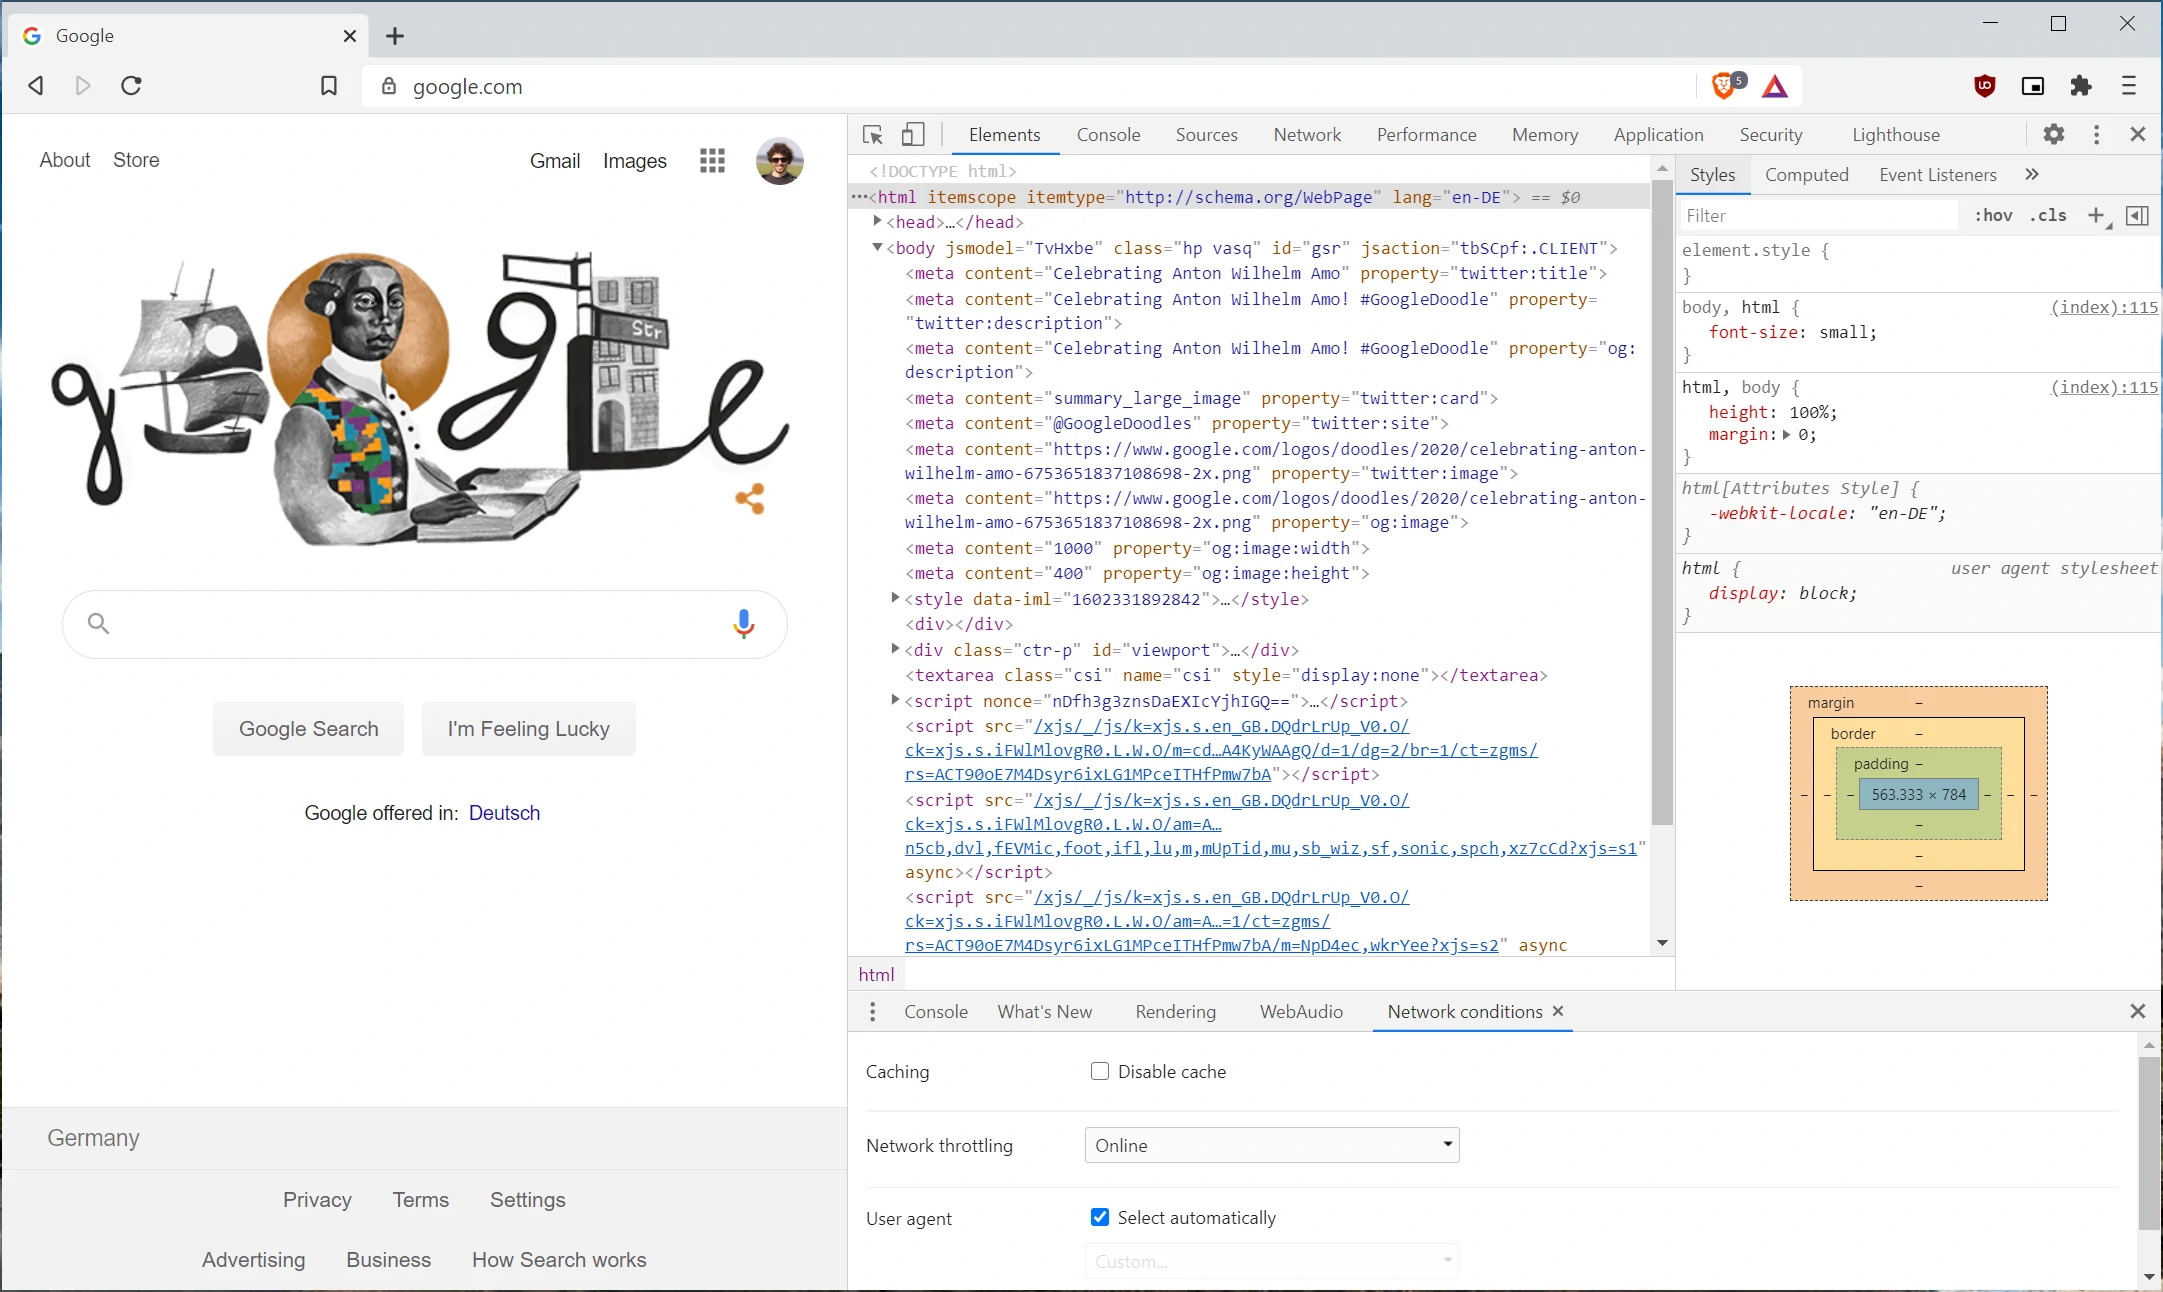 Google
google.com
5
About Store Gmail Images
Str
Google Search I'm Feeling Lucky
Google offered in: Deutsch
Germany
Privacy Terms Settings
Advertising Business How Search works
Elements Console Sources Network Performance Memory Application Security Lighthouse
<!DOCTYPE html>
…<html itemscope itemtype="http://schema.org/WebPage" lang="en-DE"> == $0
<head>…</head>
<body jsmodel="TvHxbe" class="hp vasq" id="gsr" jsaction="tbSCpf:.CLIENT">
<meta content="Celebrating Anton Wilhelm Amo" property="twitter:title">
<meta content="Celebrating Anton Wilhelm Amo! #GoogleDoodle" property=
"twitter:description">
<meta content="Celebrating Anton Wilhelm Amo! #GoogleDoodle" property="og:
description">
<meta content="summary_large_image" property="twitter:card">
<meta content="@GoogleDoodles" property="twitter:site">
<meta content="https://www.google.com/logos/doodles/2020/celebrating-anton-
wilhelm-amo-6753651837108698-2x.png" property="twitter:image">
<meta content="https://www.google.com/logos/doodles/2020/celebrating-anton-
wilhelm-amo-6753651837108698-2x.png" property="og:image">
<meta content="1000" property="og:image:width">
<meta content="400" property="og:image:height">
<style data-iml="1602331892842">…</style>
<div></div>
<div class="ctr-p" id="viewport">…</div>
<textarea class="csi" name="csi" style="display:none"></textarea>
<script nonce="nDfh3g3znsDaEXIcYjhIGQ==">…</script>
<script src="/xjs/_/js/k=xjs.s.en_GB.DQdrLrUp_V0.O/
ck=xjs.s.iFWlMlovgR0.L.W.O/m=cd…A4KyWAAgQ/d=1/dg=2/br=1/ct=zgms/
rs=ACT90oE7M4Dsyr6ixLG1MPceITHfPmw7bA"></script>
<script src="/xjs/_/js/k=xjs.s.en_GB.DQdrLrUp_V0.O/
ck=xjs.s.iFWlMlovgR0.L.W.O/am=A…
n5cb,dvl,fEVMic,foot,ifl,lu,m,mUpTid,mu,sb_wiz,sf,sonic,spch,xz7cCd?xjs=s1"
async></script>
<script src="/xjs/_/js/k=xjs.s.en_GB.DQdrLrUp_V0.O/
ck=xjs.s.iFWlMlovgR0.L.W.O/am=A…=1/ct=zgms/
rs=ACT90oE7M4Dsyr6ixLG1MPceITHfPmw7bA/m=NpD4ec,wkrYee?xjs=s2" async
html
Styles Computed Event Listeners »
Filter :hov .cls +
element.style {
}
body, html { (index):115
font-size: small;
}
html, body { (index):115
height: 100%;
margin: 0;
}
html[Attributes Style] {
-webkit-locale: "en-DE";
}
html { user agent stylesheet
display: block;
}
margin –
border –
padding –
– – – 563.333 × 784 – – –
–
–
–
Console What's New Rendering WebAudio Network conditions
Caching Disable cache
Network throttling Online
User agent Select automatically
Custom...